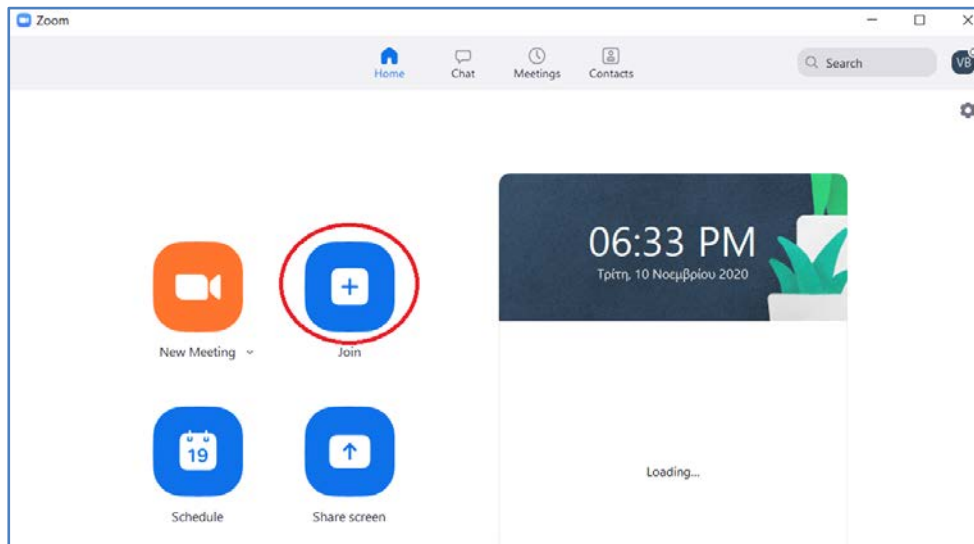 Zoom
Home
Chat
Meetings
Contacts
Search
VB
06:33 PM
Τρίτη, 10 Νοεμβρίου 2020
New Meeting
Join
19
Schedule
Share screen
Loading...